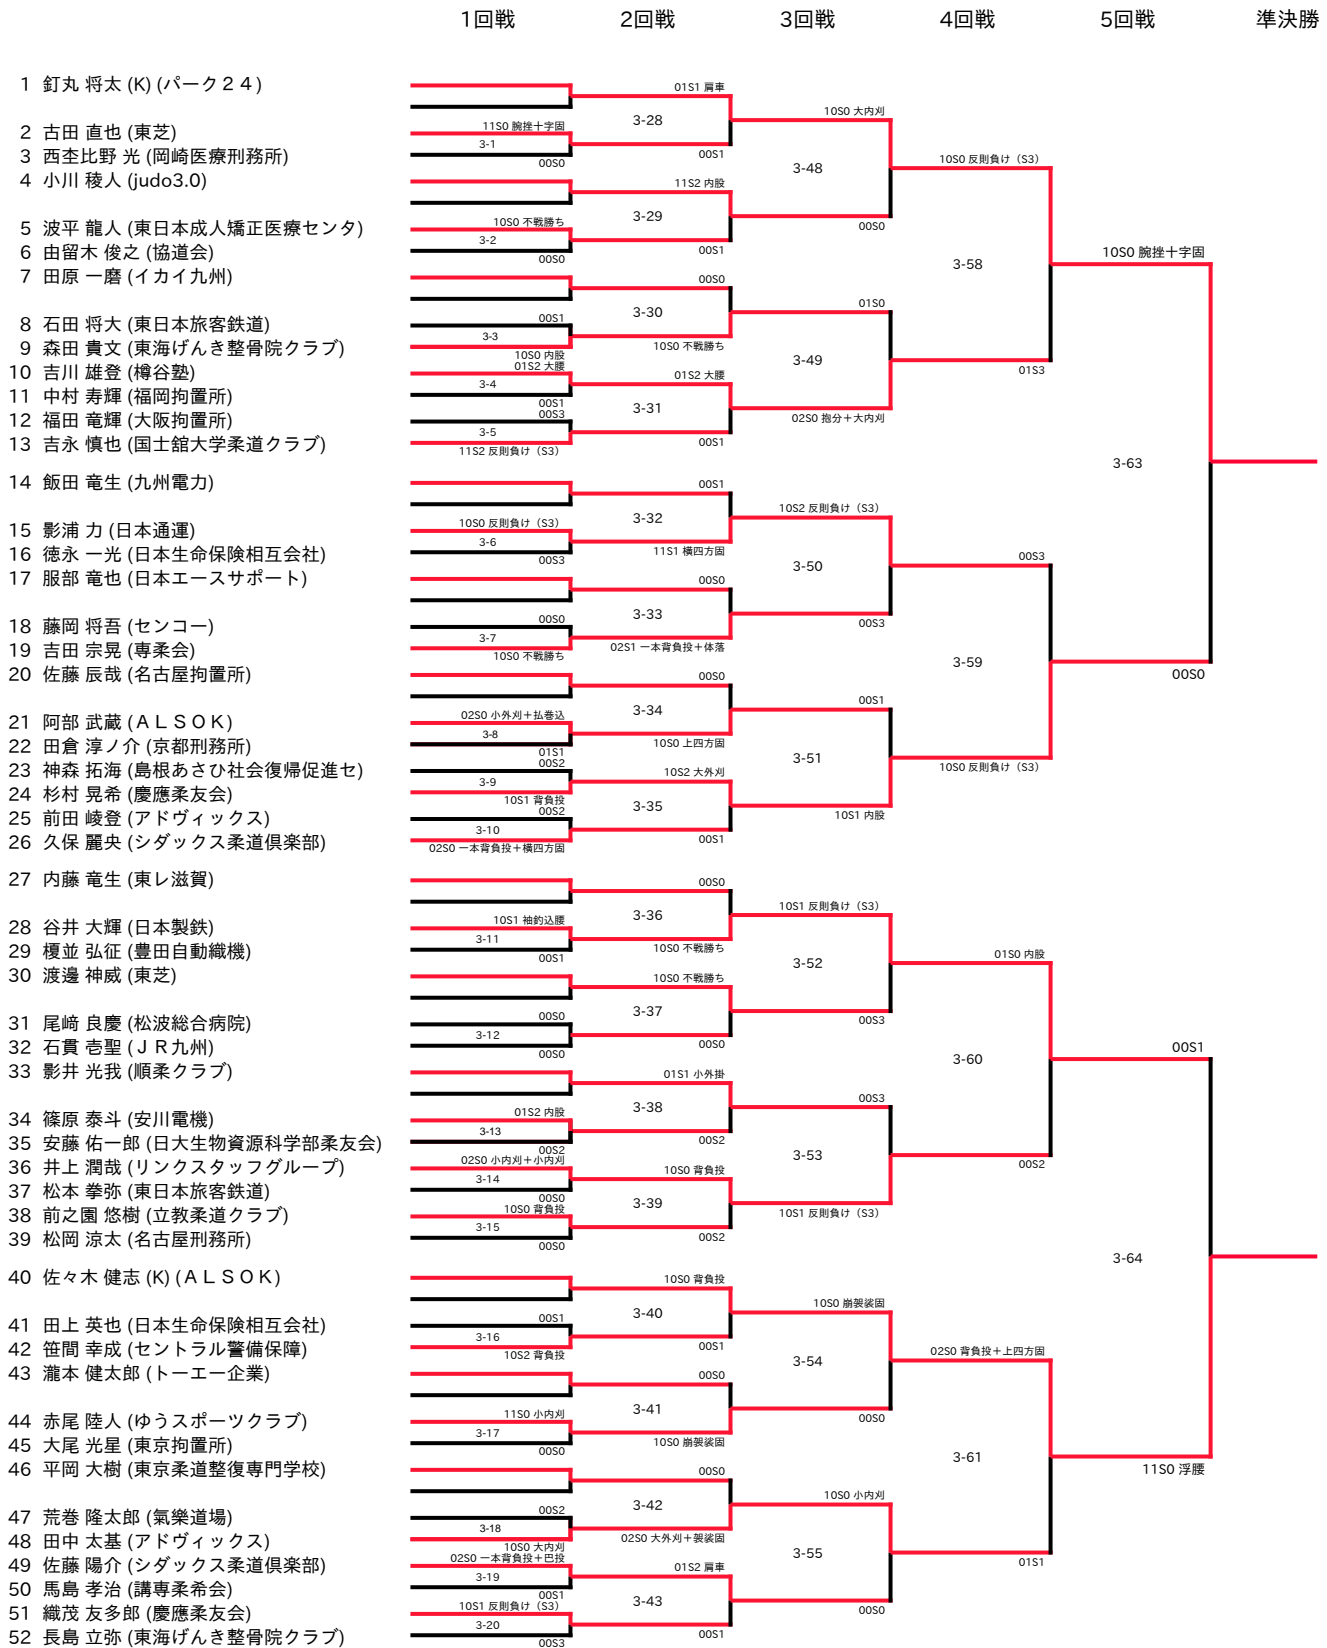 1回戦 2回戦 3回戦 4回戦 5回戦 準決勝
1 釘丸 将太 (K) (パーク２４)
2 古田 直也 (東芝)
3 西杢比野 光 (岡崎医療刑務所)
4 小川 稜人 (judo3.0)
5 波平 龍人 (東日本成人矯正医療センタ)
6 由留木 俊之 (協道会)
7 田原 一磨 (イカイ九州)
8 石田 将大 (東日本旅客鉄道)
9 森田 貴文 (東海げんき整骨院クラブ)
10 吉川 雄登 (樽谷塾)
11 中村 寿輝 (福岡拘置所)
12 福田 竜輝 (大阪拘置所)
13 吉永 慎也 (国士舘大学柔道クラブ)
14 飯田 竜生 (九州電力)
15 影浦 力 (日本通運)
16 徳永 一光 (日本生命保険相互会社)
17 服部 竜也 (日本エースサポート)
18 藤岡 将吾 (センコー)
19 吉田 宗晃 (専柔会)
20 佐藤 辰哉 (名古屋拘置所)
21 阿部 武蔵 (ＡＬＳＯＫ)
22 田倉 淳ノ介 (京都刑務所)
23 神森 拓海 (島根あさひ社会復帰促進セ)
24 杉村 晃希 (慶應柔友会)
25 前田 崚登 (アドヴィックス)
26 久保 麗央 (シダックス柔道倶楽部)
27 内藤 竜生 (東レ滋賀)
28 谷井 大輝 (日本製鉄)
29 榎並 弘征 (豊田自動織機)
30 渡邊 神威 (東芝)
31 尾﨑 良慶 (松波総合病院)
32 石貫 壱聖 (ＪＲ九州)
33 影井 光我 (順柔クラブ)
34 篠原 泰斗 (安川電機)
35 安藤 佑一郎 (日大生物資源科学部柔友会)
36 井上 潤哉 (リンクスタッフグループ)
37 松本 拳弥 (東日本旅客鉄道)
38 前之園 悠樹 (立教柔道クラブ)
39 松岡 涼太 (名古屋刑務所)
40 佐々木 健志 (K) (ＡＬＳＯＫ)
41 田上 英也 (日本生命保険相互会社)
42 笹間 幸成 (セントラル警備保障)
43 瀧本 健太郎 (トーエー企業)
44 赤尾 陸人 (ゆうスポーツクラブ)
45 大尾 光星 (東京拘置所)
46 平岡 大樹 (東京柔道整復専門学校)
47 荒巻 隆太郎 (氣樂道場)
48 田中 太基 (アドヴィックス)
49 佐藤 陽介 (シダックス柔道倶楽部)
50 馬島 孝治 (講専柔希会)
51 織茂 友多郎 (慶應柔友会)
52 長島 立弥 (東海げんき整骨院クラブ)
11S0 腕挫十字固
3-1
00S0
10S0 不戦勝ち
3-2
00S0
00S1
3-3
10S0 内股
01S2 大腰
3-4
00S1
00S3
3-5
11S2 反則負け（S3）
10S0 反則負け（S3）
3-6
00S3
00S0
3-7
10S0 不戦勝ち
02S0 小外刈＋払巻込
3-8
01S1
00S2
3-9
10S1 背負投
00S2
3-10
02S0 一本背負投＋横四方固
10S1 袖釣込腰
3-11
00S1
00S0
3-12
00S0
01S2 内股
3-13
00S2
02S0 小内刈＋小内刈
3-14
00S0
10S0 背負投
3-15
00S0
00S1
3-16
10S2 背負投
11S0 小内刈
3-17
00S0
00S2
3-18
10S0 大内刈
02S0 一本背負投＋巴投
3-19
00S1
10S1 反則負け（S3）
3-20
00S3
01S1 肩車
3-28
00S1
11S2 内股
3-29
00S1
00S0
3-30
10S0 不戦勝ち
01S2 大腰
3-31
00S1
00S1
3-32
11S1 横四方固
00S0
3-33
02S1 一本背負投＋体落
00S0
3-34
10S0 上四方固
10S2 大外刈
3-35
00S1
00S0
3-36
10S0 不戦勝ち
10S0 不戦勝ち
3-37
00S0
01S1 小外掛
3-38
00S2
10S0 背負投
3-39
00S2
10S0 背負投
3-40
00S1
00S0
3-41
10S0 崩袈裟固
00S0
3-42
02S0 大外刈＋袈裟固
01S2 肩車
3-43
00S1
10S0 大内刈
3-48
00S0
01S0
3-49
02S0 抱分＋大内刈
10S2 反則負け（S3）
3-50
00S3
00S1
3-51
10S1 内股
10S1 反則負け（S3）
3-52
00S3
00S3
3-53
10S1 反則負け（S3）
10S0 崩袈裟固
3-54
00S0
10S0 小内刈
3-55
00S0
10S0 反則負け（S3）
3-58
01S3
00S3
3-59
10S0 反則負け（S3）
01S0 内股
3-60
00S2
02S0 背負投＋上四方固
3-61
01S1
10S0 腕挫十字固
3-63
00S0
00S1
3-64
11S0 浮腰